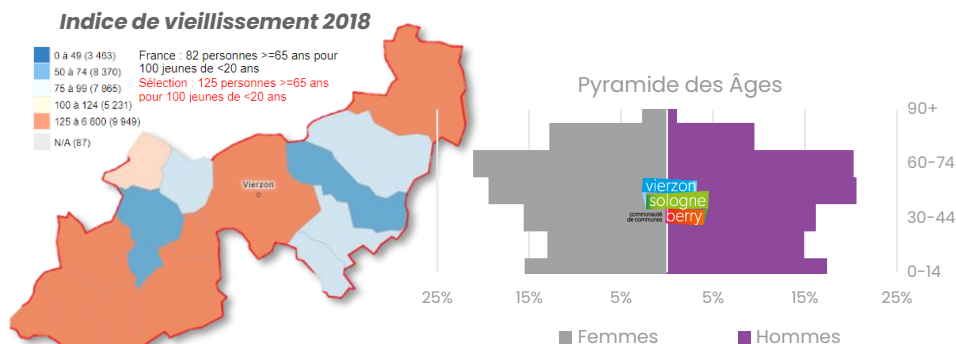 Indice de vieillissement 2018
0 à 49 (3 463)
50 à 74 (8 370)
75 à 99 (7 865)
100 à 124 (5 231)
125 à 6 800 (9 949)
N/A (87)
France : 82 personnes >=65 ans pour
100 jeunes de <20 ans
Sélection : 125 personnes >=65 ans
pour 100 jeunes de <20 ans
Vierzon
Pyramide des Âges
90+
60-74
30-44
0-14
vierzon
sologne
berry
communauté
de communes
25%
15%
5%
5%
15%
25%
Femmes
Hommes